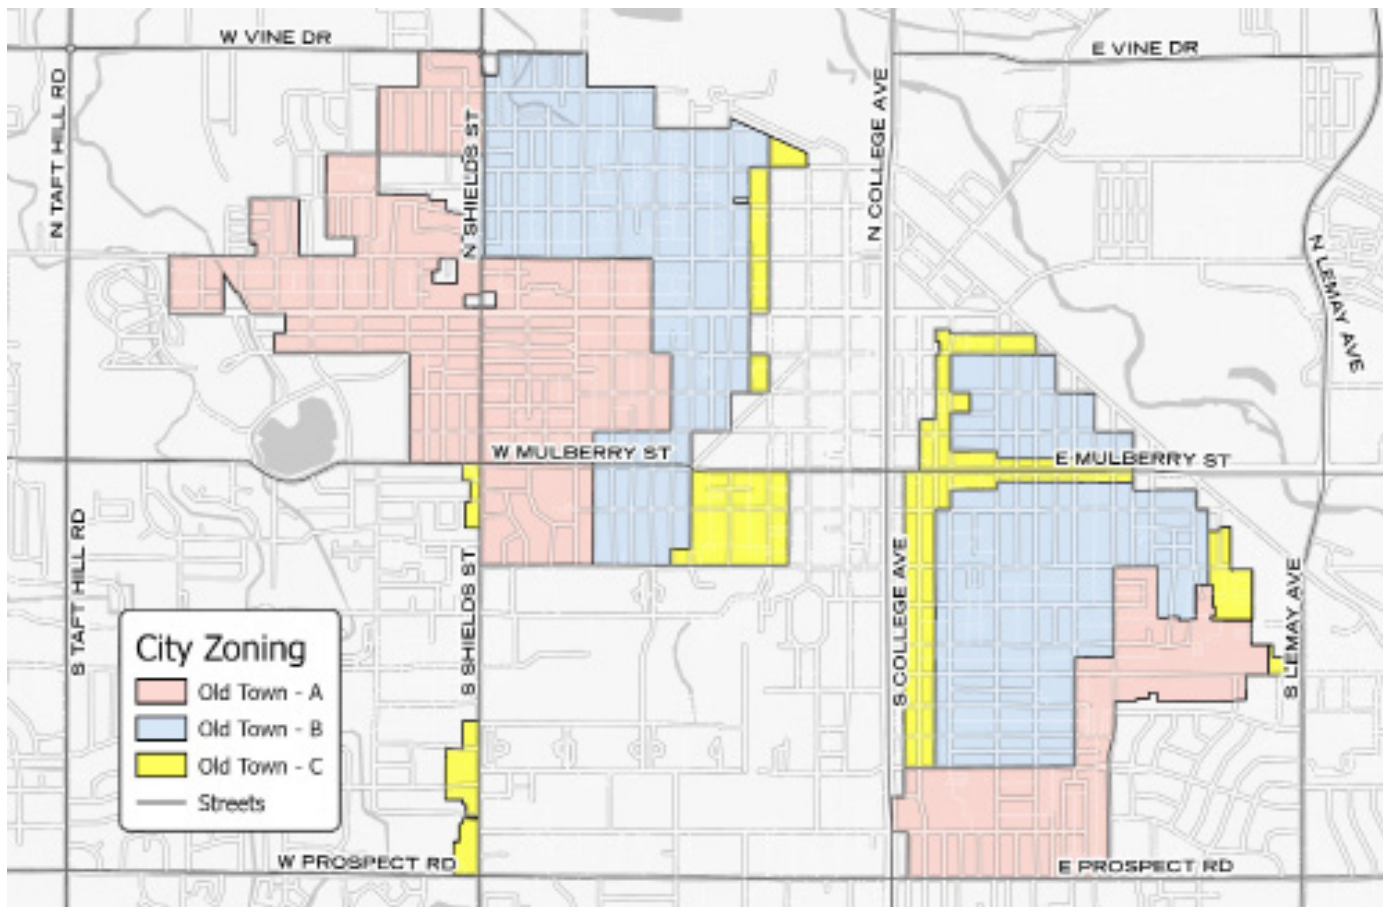 W VINE DR
E VINE DR
N TAFT HILL RD
N SHIELDS ST
N COLLEGE AVE
N LEMAY AVE
W MULBERRY ST
E MULBERRY ST
S TAFT HILL RD
S SHIELDS ST
S COLLEGE AVE
S LEMAY AVE
City Zoning
Old Town - A
Old Town - B
Old Town - C
Streets
W PROSPECT RD
E PROSPECT RD